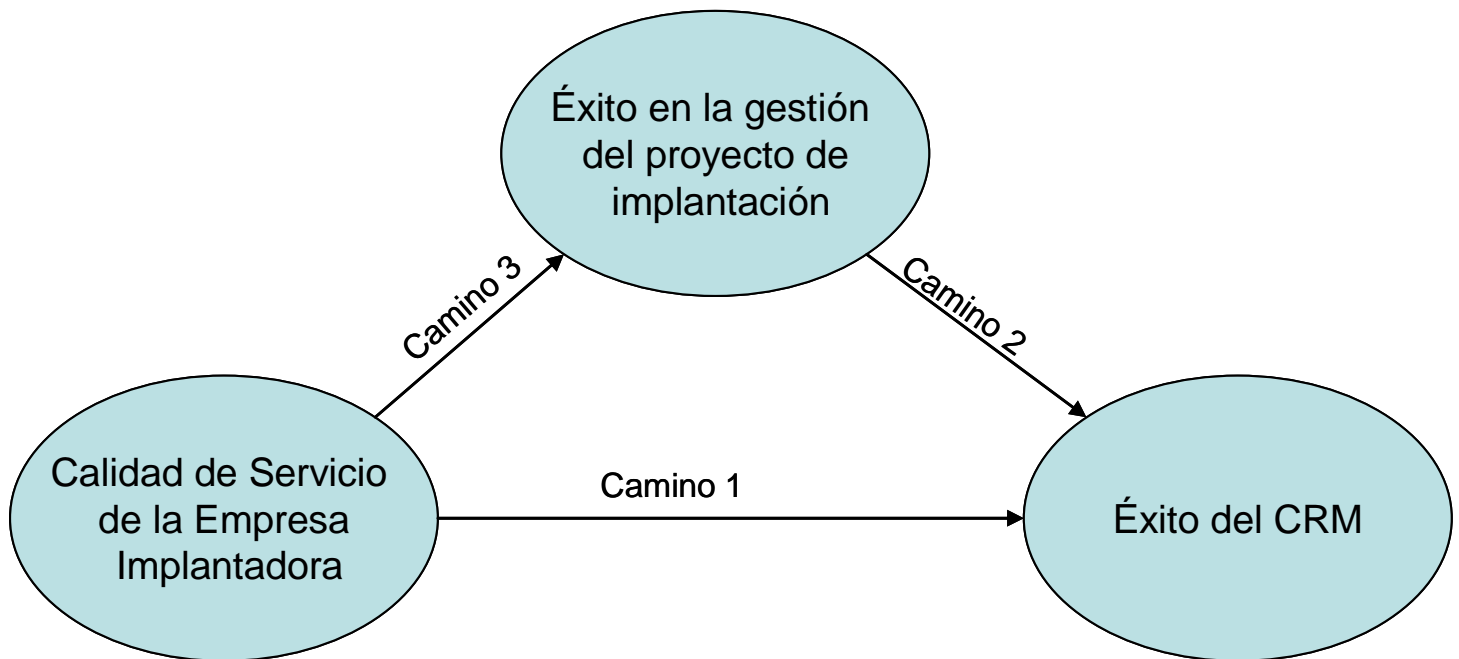 Éxito en la gestión
del proyecto de
implantación
Camino 3
Camino 2
Calidad de Servicio
de la Empresa
Implantadora
Camino 1
Éxito del CRM